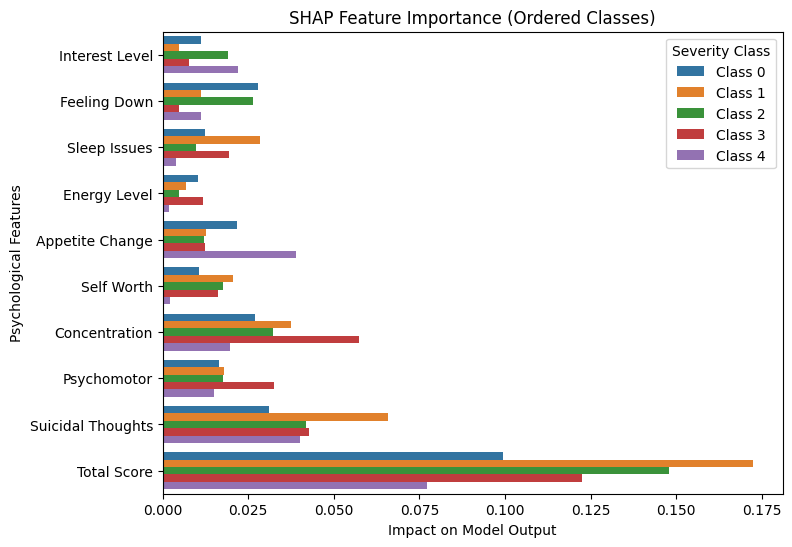 SHAP Feature Importance (Ordered Classes)
Severity Class
Class 0
Class 1
Class 2
Class 3
Class 4
Psychological Features
Interest Level
Feeling Down
Sleep Issues
Energy Level
Appetite Change
Self Worth
Concentration
Psychomotor
Suicidal Thoughts
Total Score
0.000 0.025 0.050 0.075 0.100 0.125 0.150 0.175
Impact on Model Output